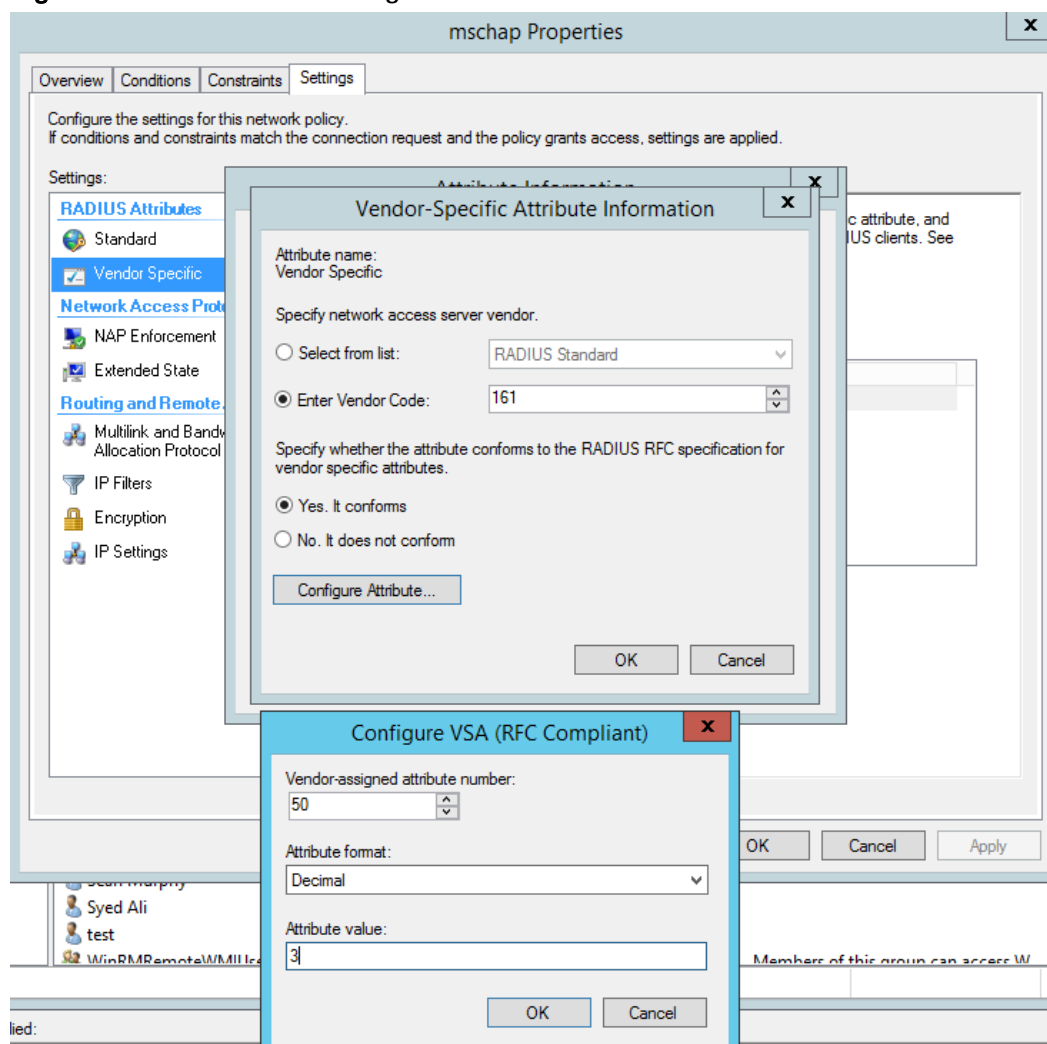 mschap Properties
x
Overview
Conditions
Constraints
Settings
Configure the settings for this network policy.
If conditions and constraints match the connection request and the policy grants access, settings are applied.
Settings:
RADIUS Attributes
Standard
Vendor Specific
Network Access Prot
NAP Enforcement
Extended State
Routing and Remote.
Multilink and Bandw
Allocation Protocol
IP Filters
Encryption
IP Settings
Attribute Information
x
c attribute, and
IUS clients. See
Vendor-Specific Attribute Information
x
Attribute name:
Vendor Specific
Specify network access server vendor.
Select from list:
RADIUS Standard
Enter Vendor Code:
161
Specify whether the attribute conforms to the RADIUS RFC specification for
vendor specific attributes.
Yes. It conforms
No. It does not conform
Configure Attribute...
OK
Cancel
Configure VSA (RFC Compliant)
x
Vendor-assigned attribute number:
50
Attribute format:
Decimal
Attribute value:
3
OK
Cancel
OK
Cancel
Apply
Sean Murphy
Syed Ali
test
WinRMRemoteWMIUse
Members of this group can access W
lied: